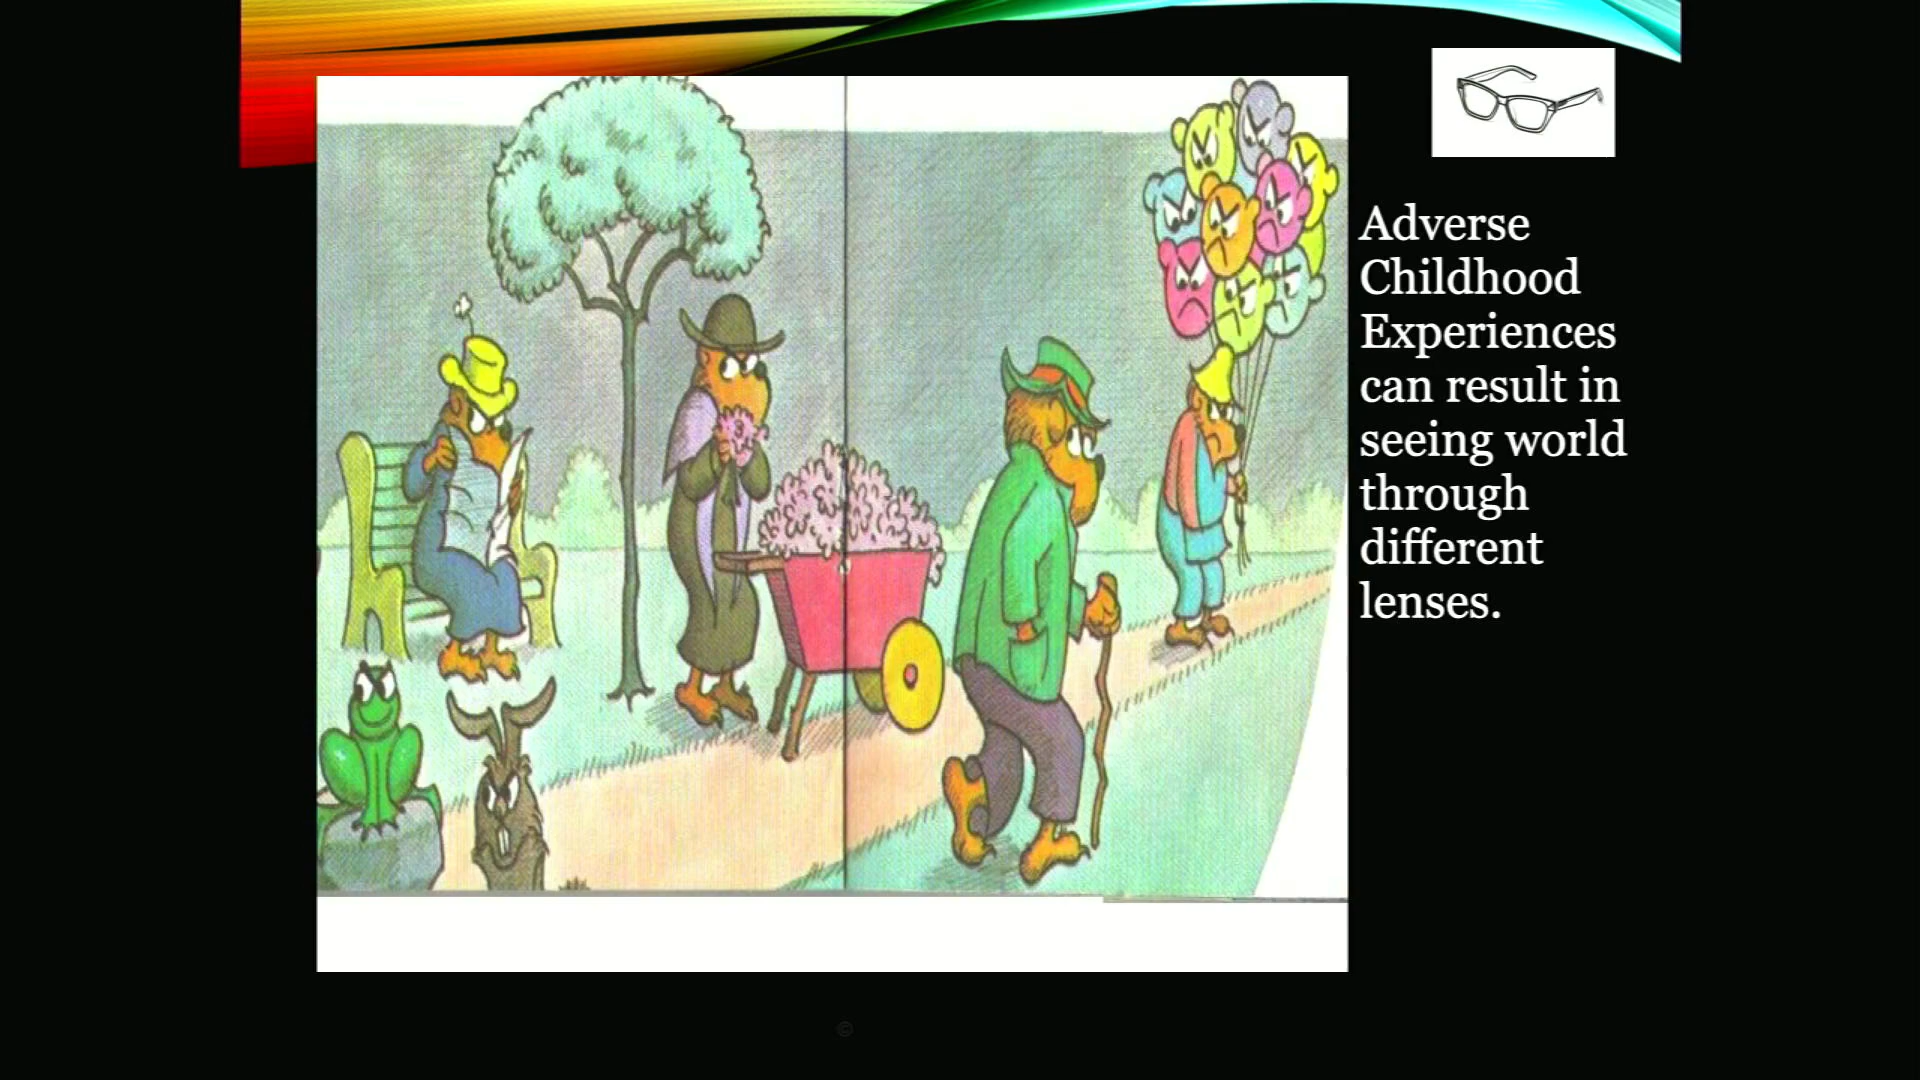 Adverse
Childhood
Experiences
can result in
seeing world
through
different
lenses.
©